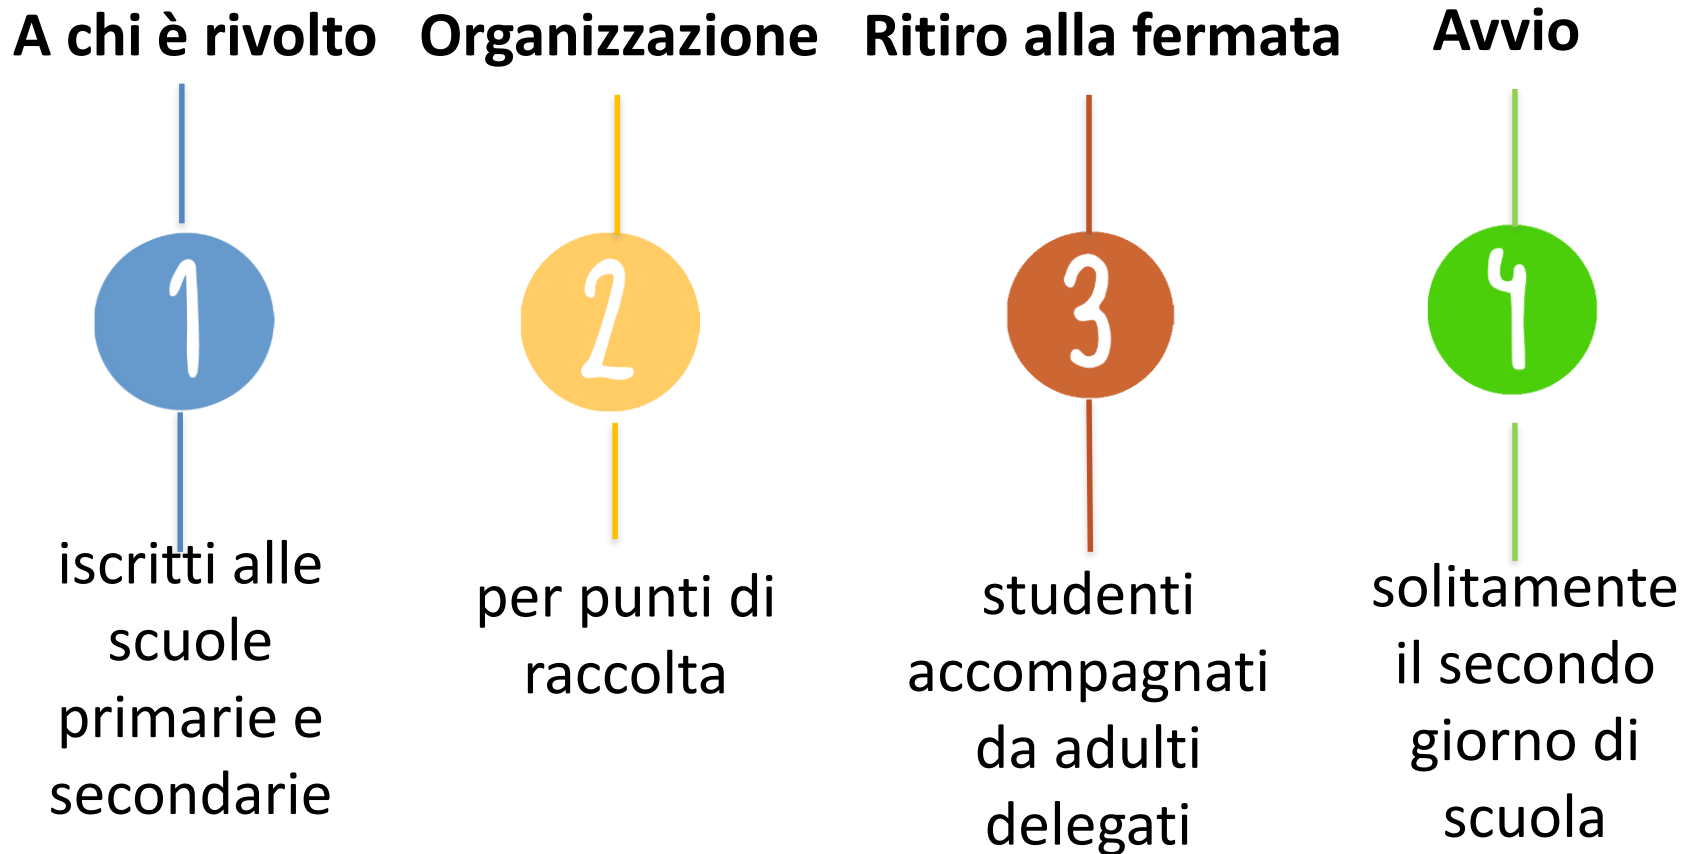 A chi è rivolto
1
iscritti alle
scuole
primarie e
secondarie
Organizzazione
2
per punti di
raccolta
Ritiro alla fermata
3
studenti
accompagnati
da adulti
delegati
Avvio
4
solitamente
il secondo
giorno di
scuola